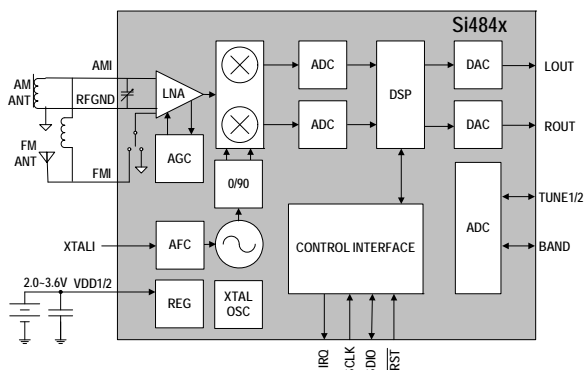 Si484x
AMI
AM
ANT
RFGND
LNA
ADC
DSP
DAC
LOUT
ADC
DAC
ROUT
FM
ANT
FMI
AGC
0/90
ADC
TUNE1/2
BAND
XTALI
AFC
CONTROL INTERFACE
2.0~3.6V
VDD1/2
REG
XTAL
OSC
IRQ
RST